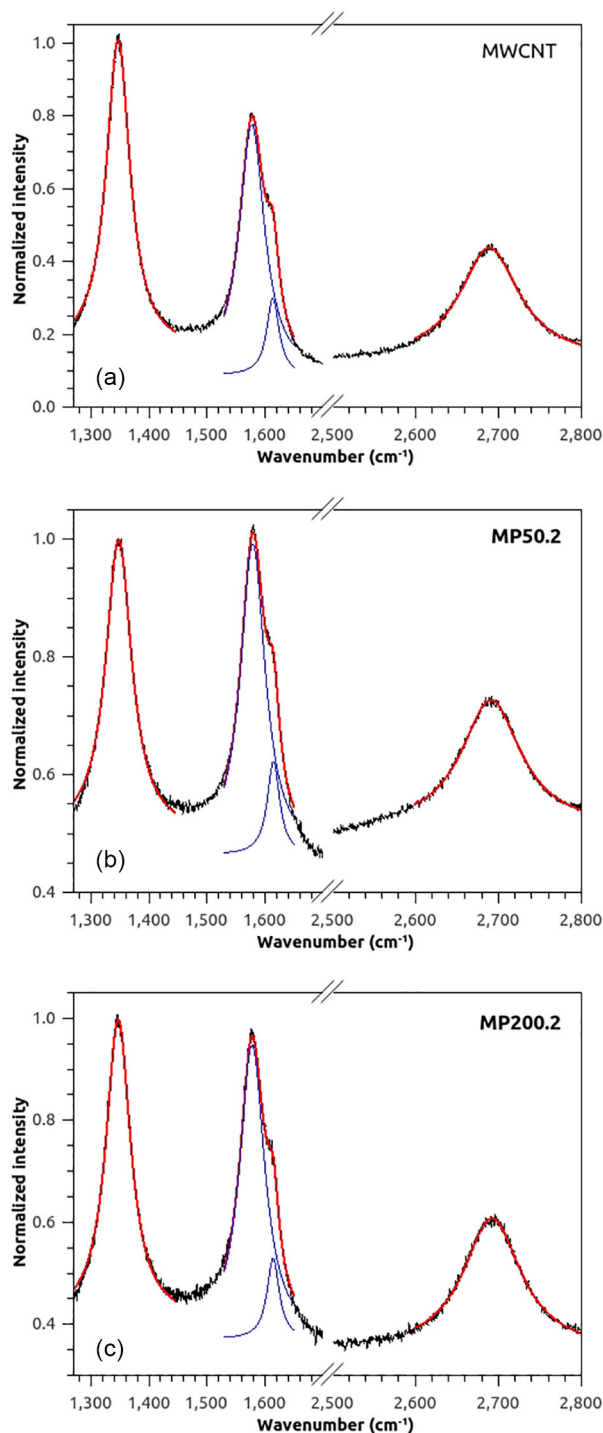 MWCNT
Normalized intensity
1.0
0.8
0.6
0.4
0.2
0.0
(a)
1,300 1,400 1,500 1,600 2,500 2,600 2,700 2,800
Wavenumber (cm⁻¹)
MP50.2
Normalized intensity
1.0
0.8
0.6
0.4
(b)
1,300 1,400 1,500 1,600 2,500 2,600 2,700 2,800
Wavenumber (cm⁻¹)
MP200.2
Normalized intensity
1.0
0.8
0.6
0.4
(c)
1,300 1,400 1,500 1,600 2,500 2,600 2,700 2,800
Wavenumber (cm⁻¹)